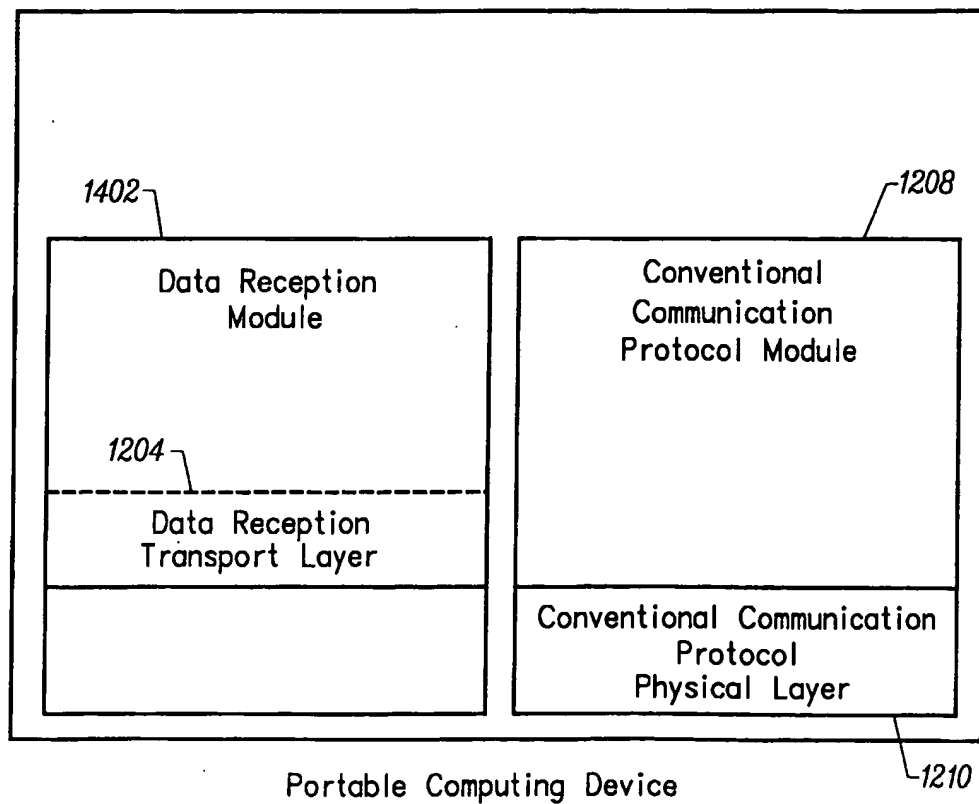 1402
1208
Data Reception
Module
Conventional
Communication
Protocol Module
1204
Data Reception
Transport Layer
Conventional Communication
Protocol
Physical Layer
1210
Portable Computing Device